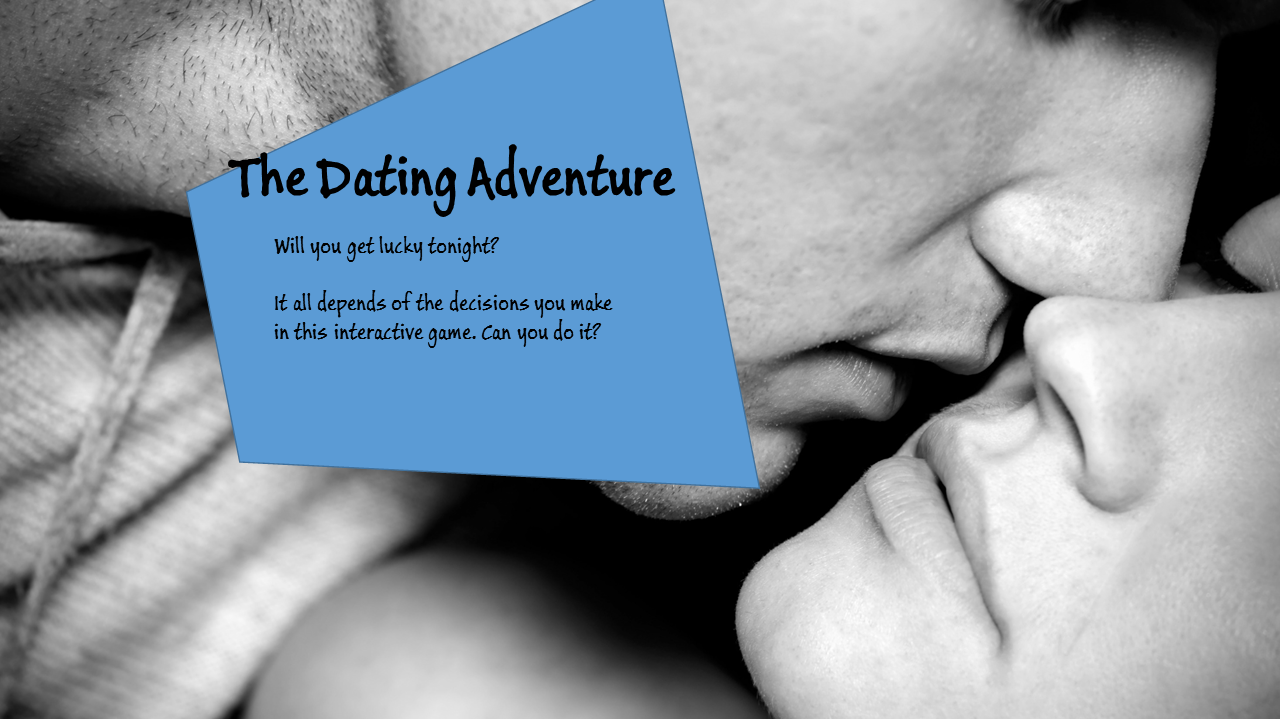 The Dating Adventure
Will you get lucky tonight?
It all depends of the decisions you make
in this interactive game. Can you do it?